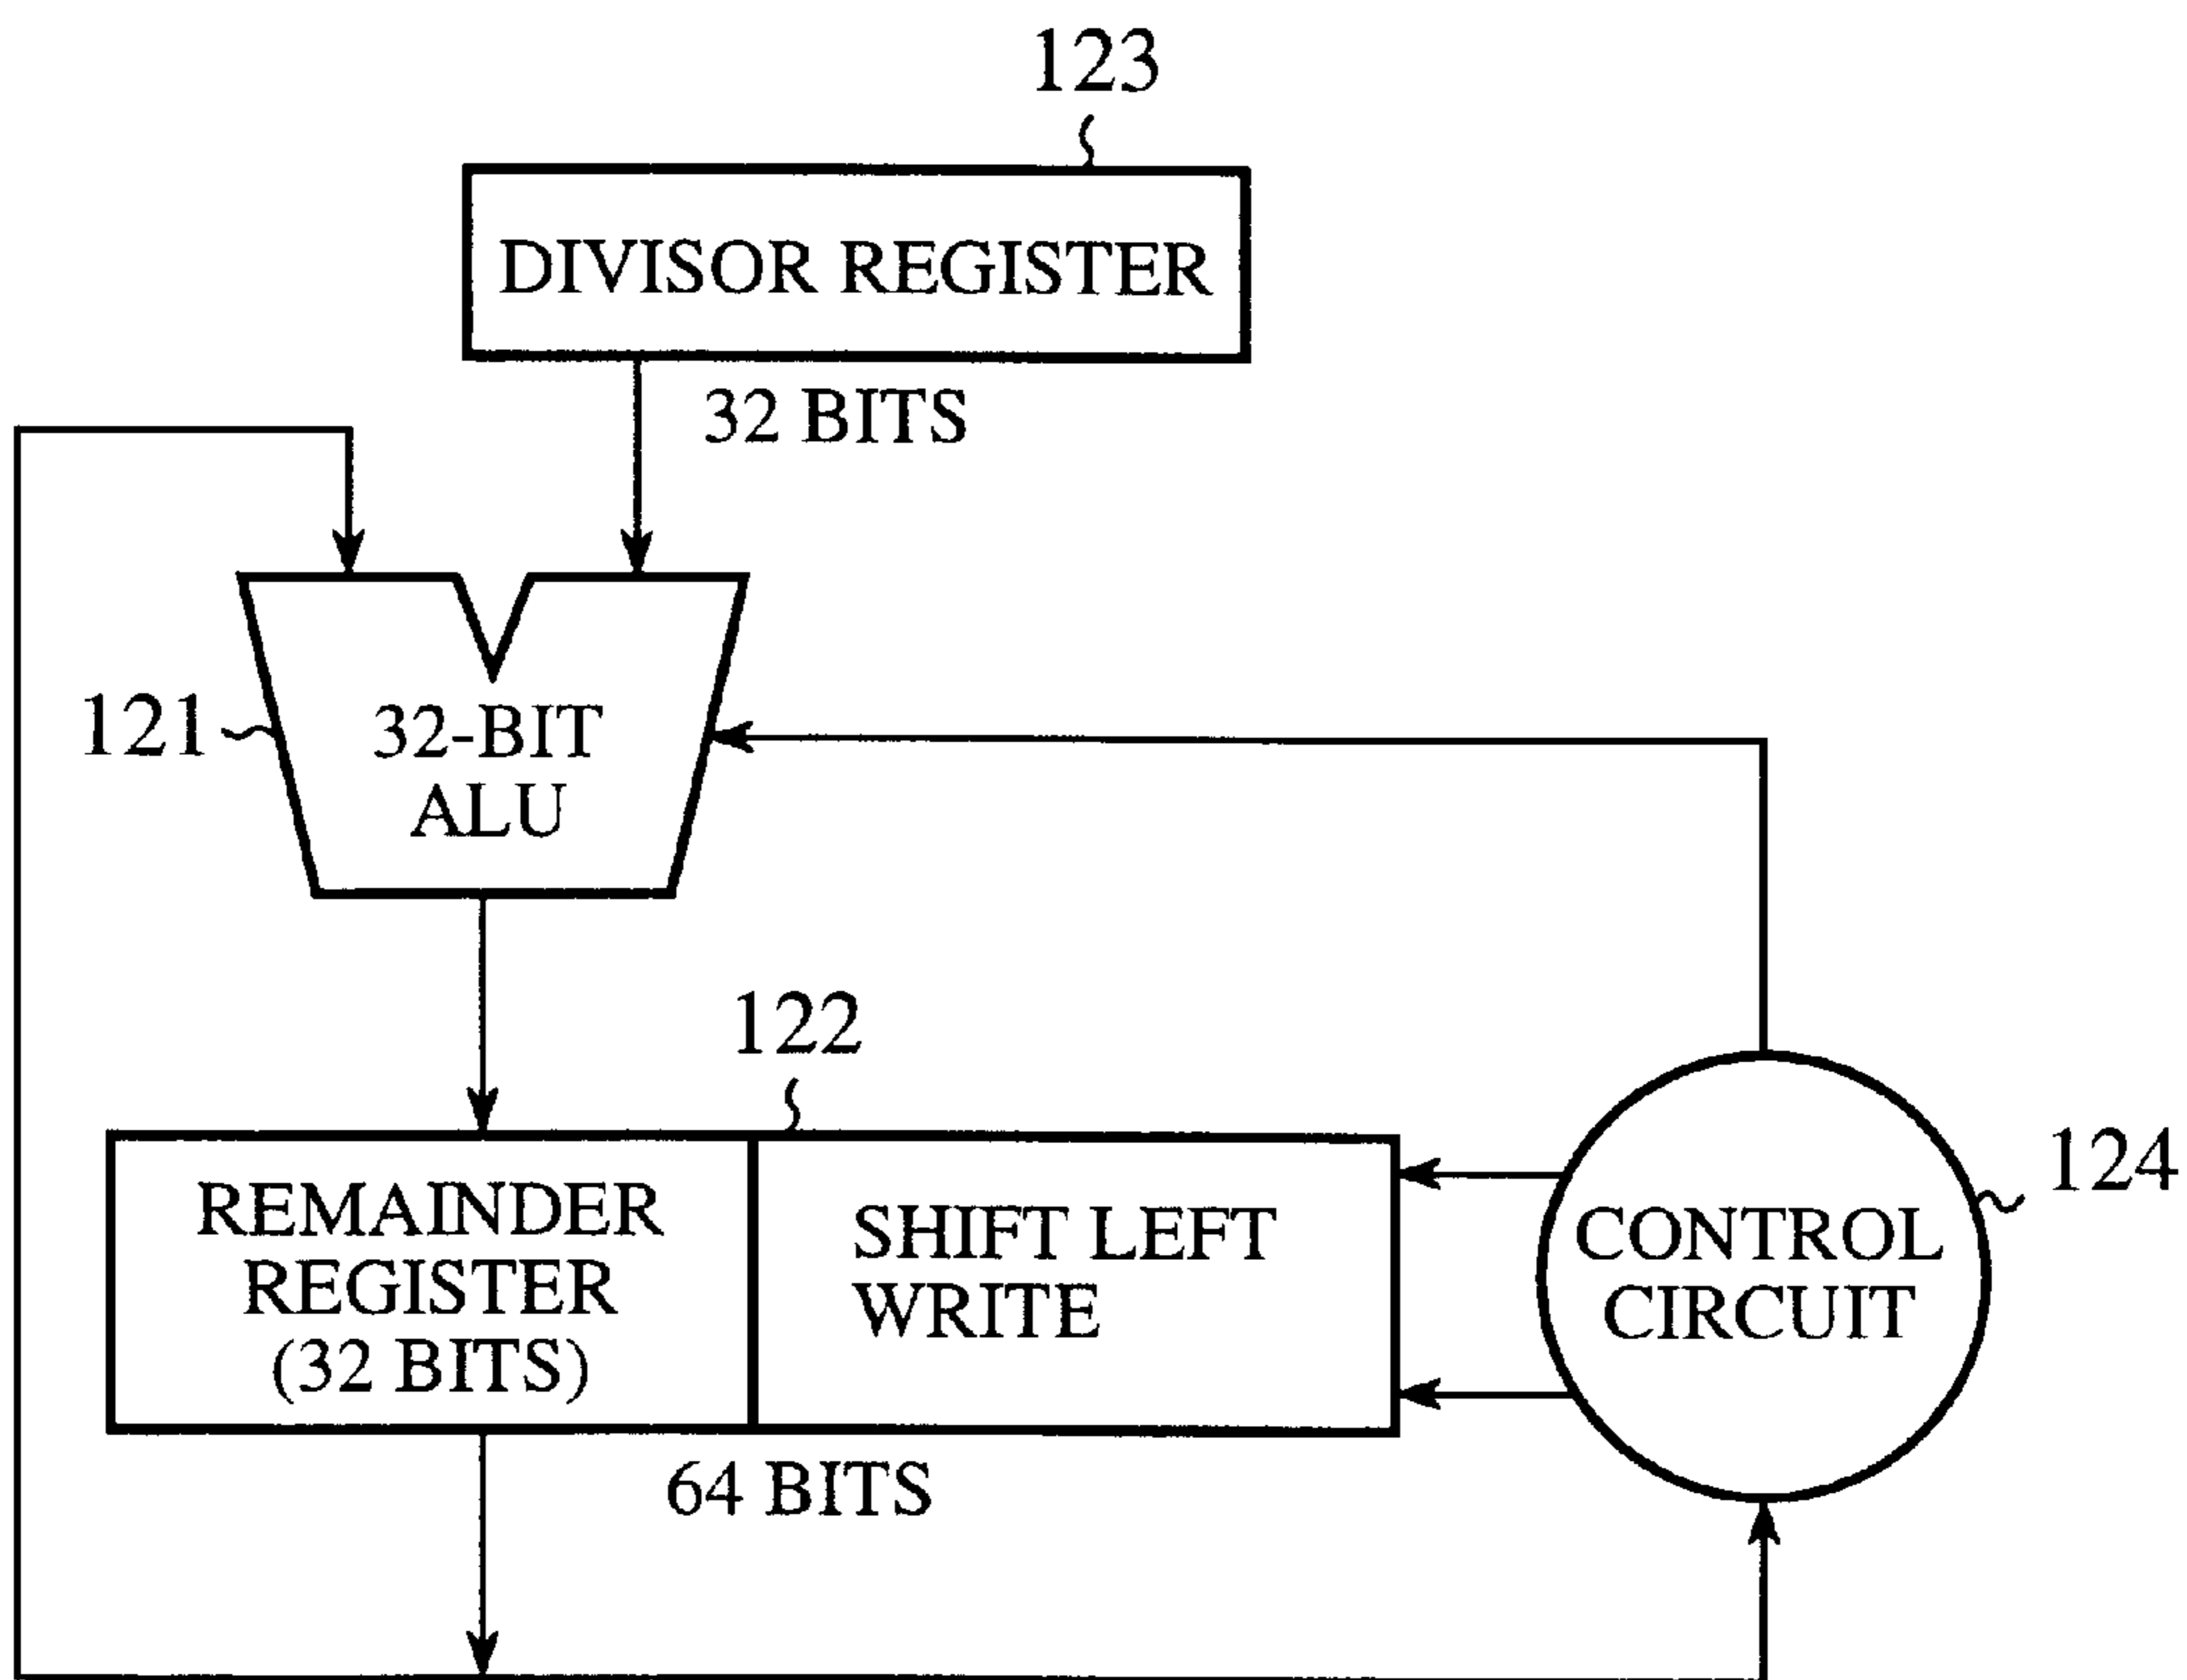 123
DIVISOR REGISTER
32 BITS
121
32-BIT
ALU
122
REMAINDER
REGISTER
(32 BITS)
SHIFT LEFT
WRITE
CONTROL
CIRCUIT
124
64 BITS